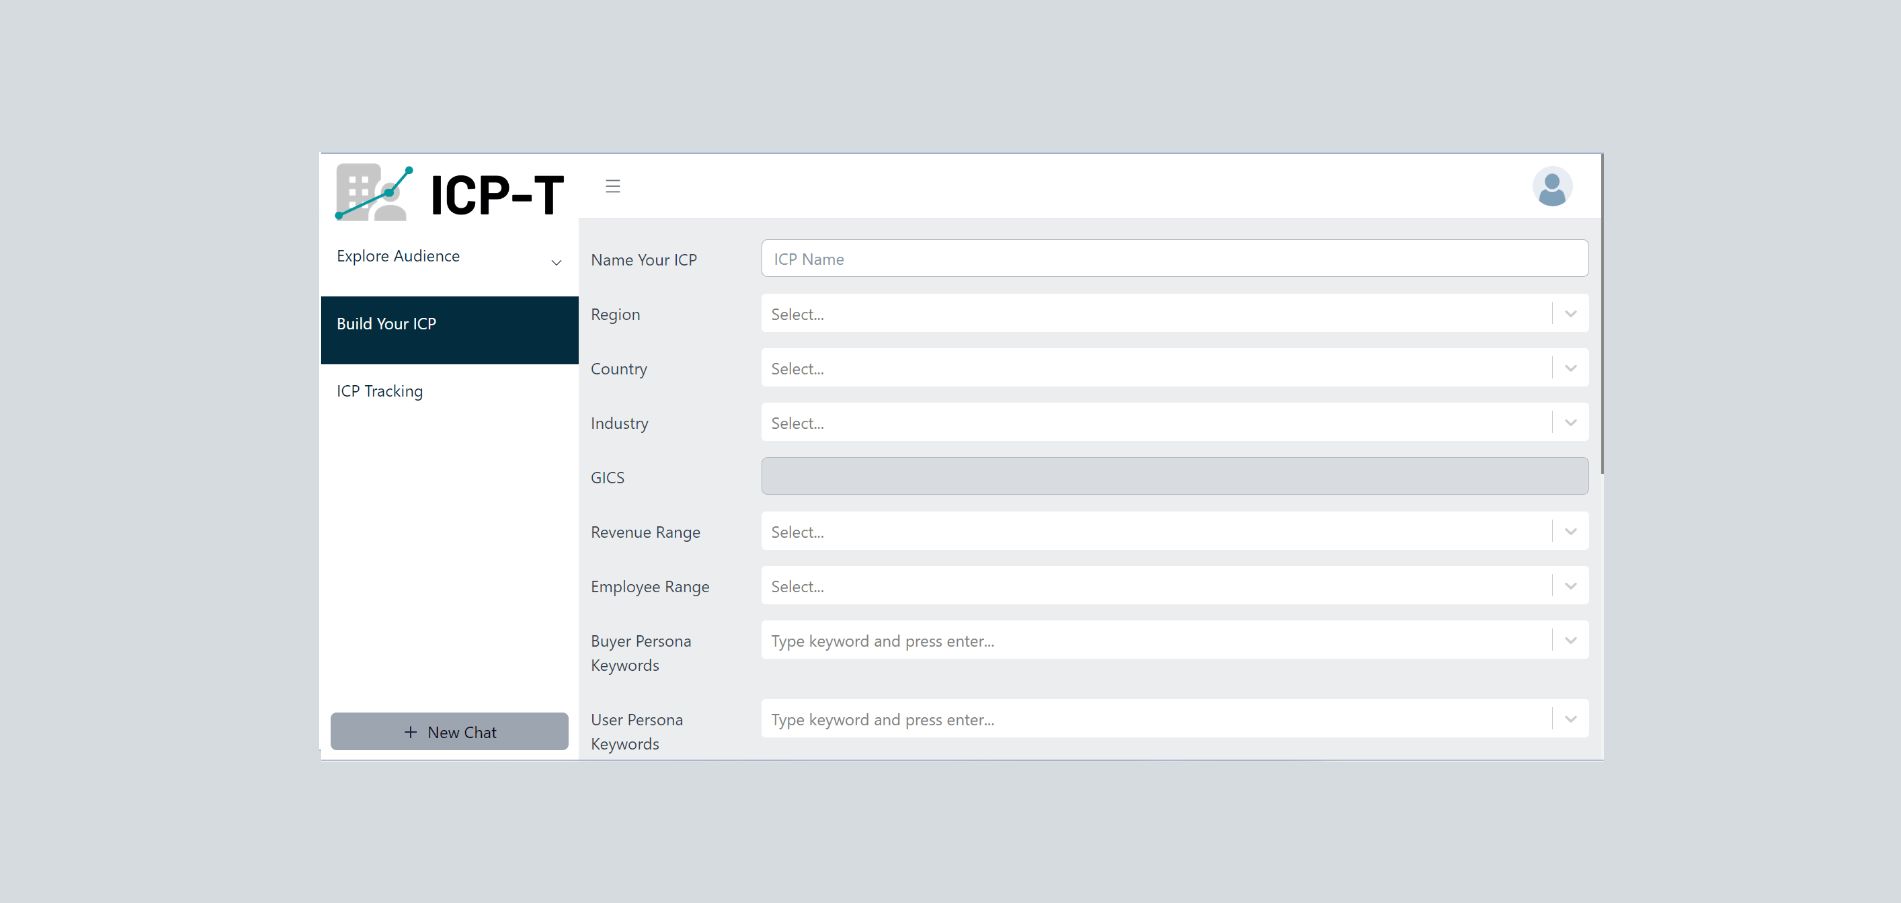 ICP-T
Explore Audience
Build Your ICP
ICP Tracking
+ New Chat
Name Your ICP
ICP Name
Region
Select...
Country
Select...
Industry
Select...
GICS
Revenue Range
Select...
Employee Range
Select...
Buyer Persona
Keywords
Type keyword and press enter...
User Persona
Keywords
Type keyword and press enter...